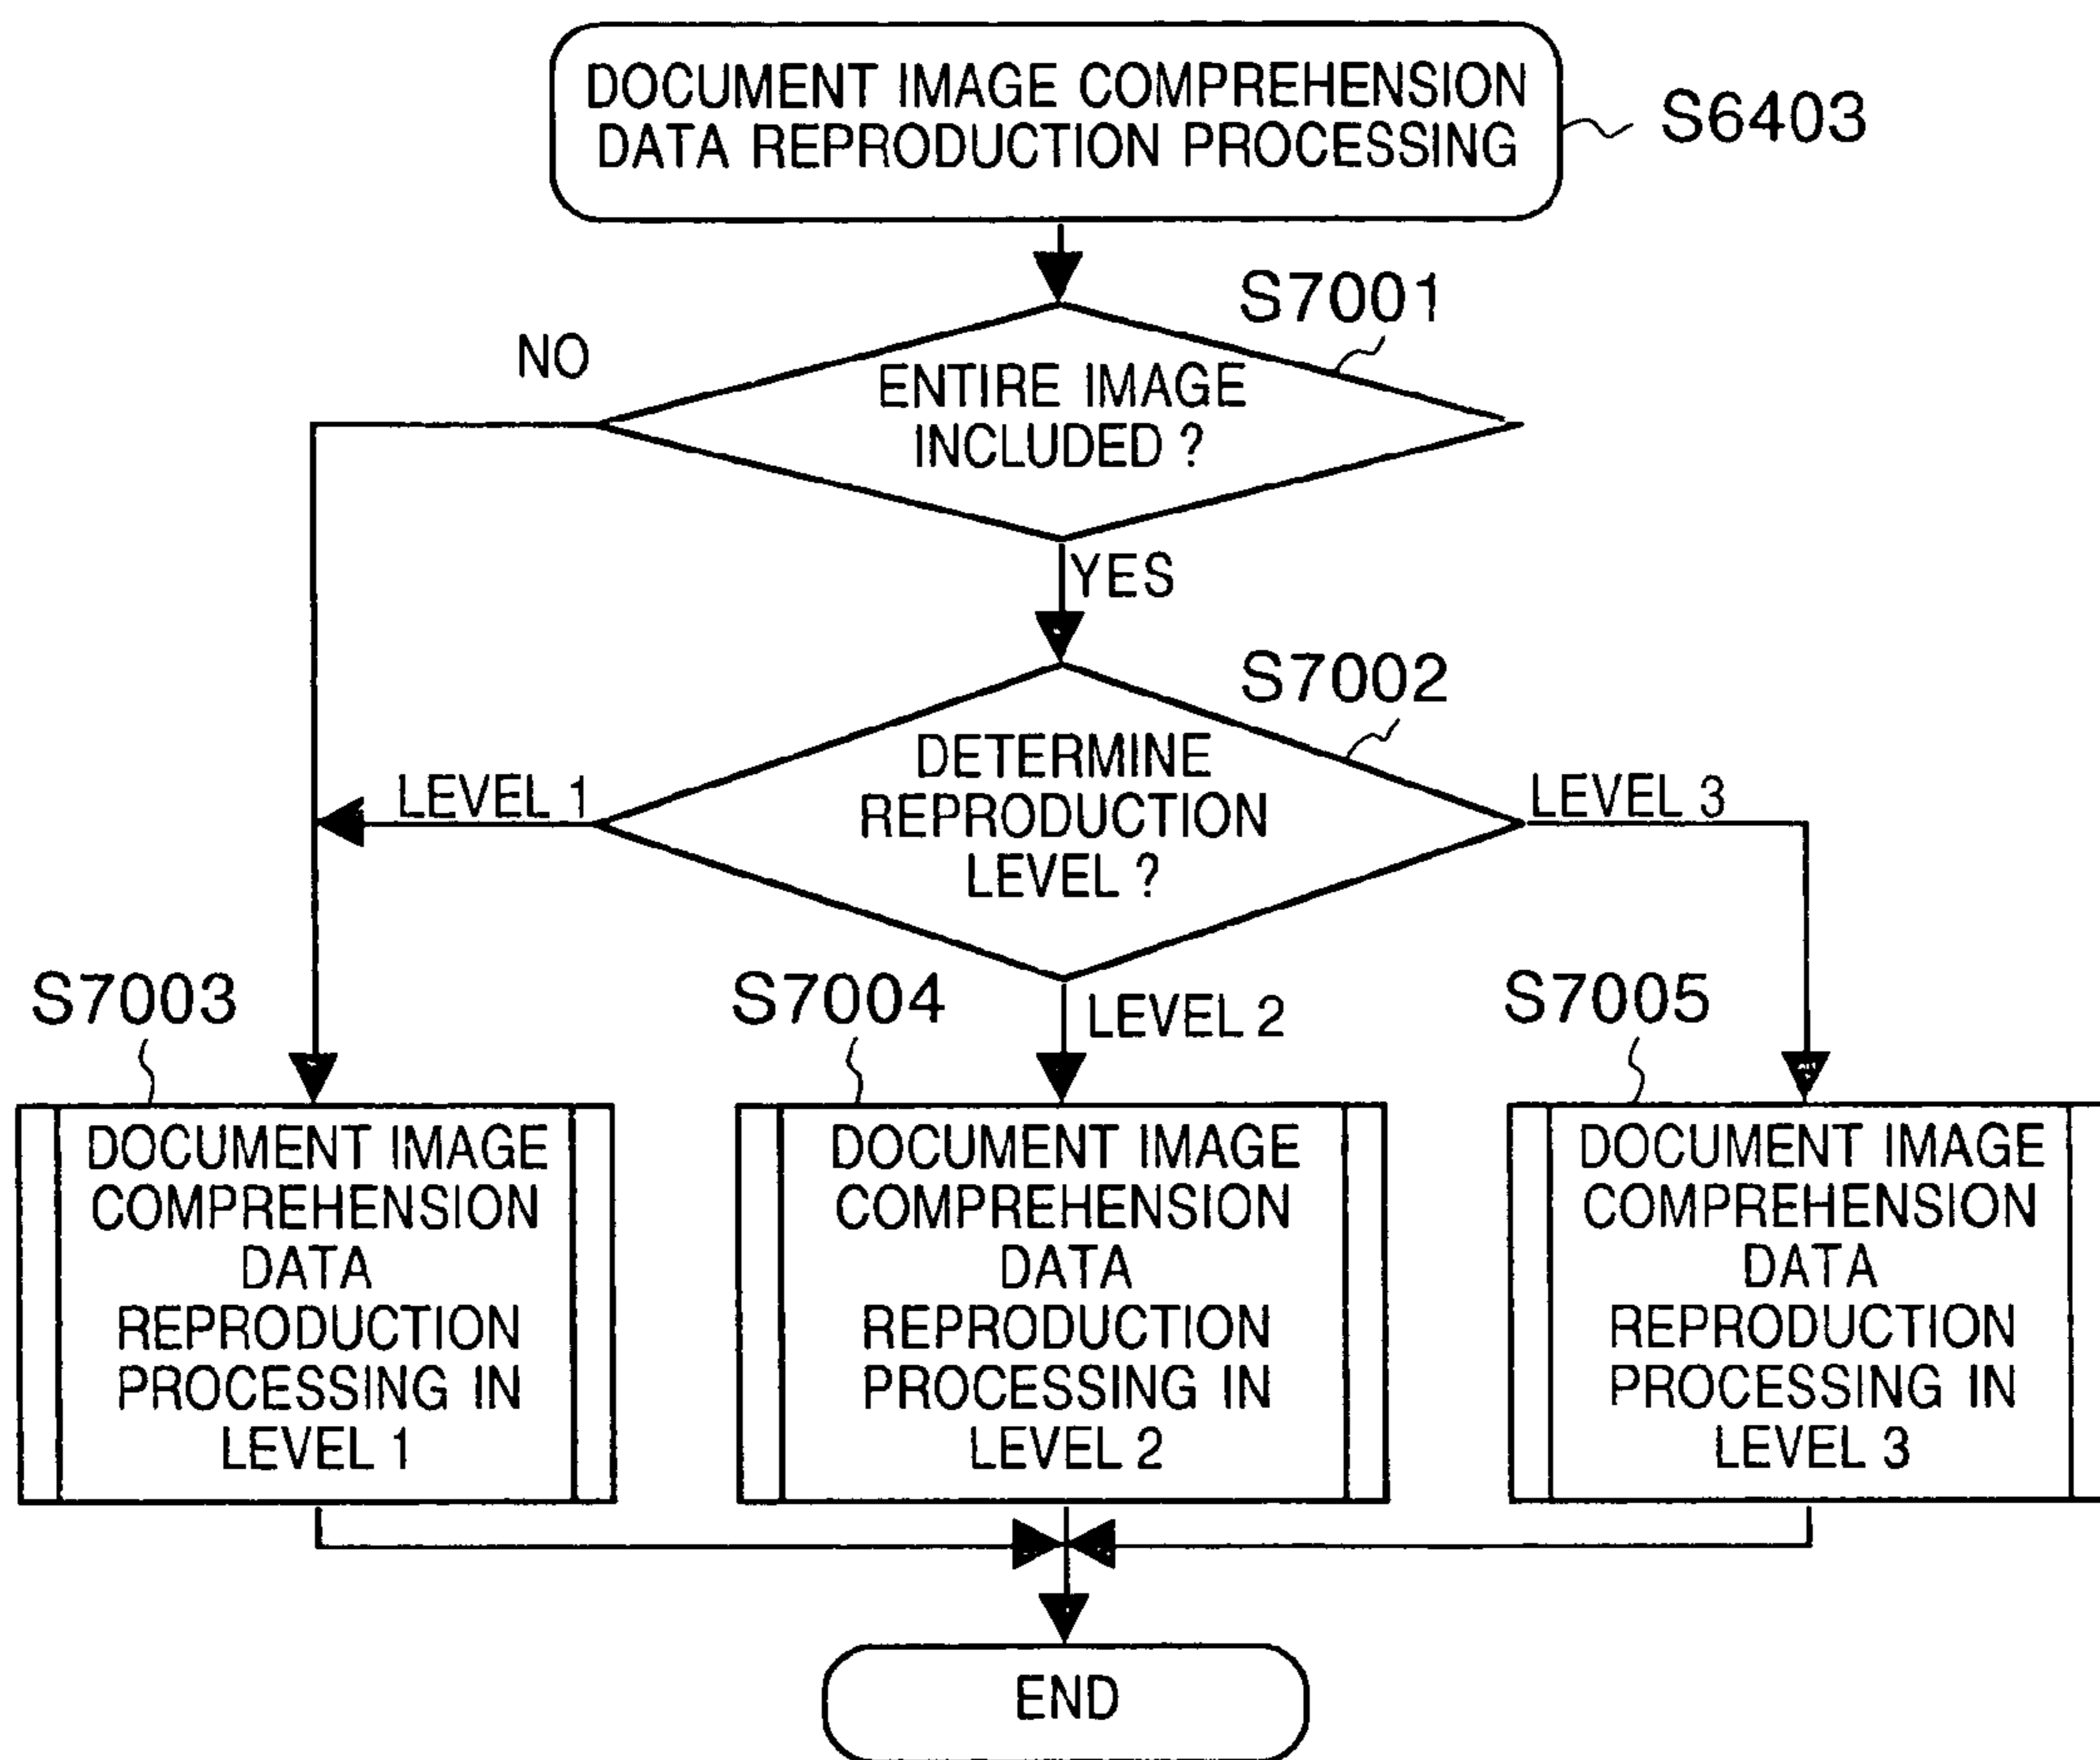 DOCUMENT IMAGE COMPREHENSION
DATA REPRODUCTION PROCESSING
S6403
S7001
NO
ENTIRE IMAGE
INCLUDED ?
YES
S7002
DETERMINE
REPRODUCTION
LEVEL ?
LEVEL 1
LEVEL 3
LEVEL 2
S7003
DOCUMENT IMAGE
COMPREHENSION
DATA
REPRODUCTION
PROCESSING IN
LEVEL 1
S7004
DOCUMENT IMAGE
COMPREHENSION
DATA
REPRODUCTION
PROCESSING IN
LEVEL 2
S7005
DOCUMENT IMAGE
COMPREHENSION
DATA
REPRODUCTION
PROCESSING IN
LEVEL 3
END